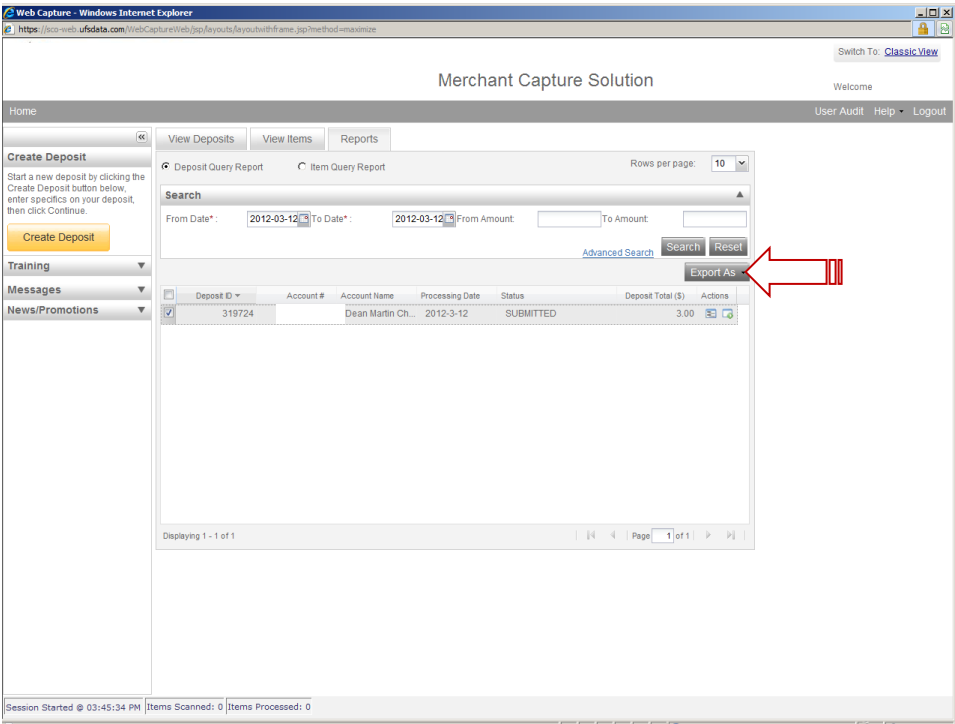 Web Capture - Windows Internet Explorer
https://sco-web.ufsdata.com/WebCaptureWeb/jsp/layouts/layoutwithframe.jsp?method=maximize
Switch To: Classic View
Merchant Capture Solution
Welcome
Home User Audit Help Logout
View Deposits View Items Reports
Create Deposit
Start a new deposit by clicking the
Create Deposit button below,
enter specifics on your deposit,
then click Continue.
Create Deposit
Training
Messages
News/Promotions
Deposit Query Report Item Query Report Rows per page: 10
Search
From Date* : 2012-03-12 To Date* : 2012-03-12 From Amount: To Amount:
Advanced Search Search Reset
Export As
Deposit ID Account # Account Name Processing Date Status Deposit Total ($) Actions
319724 Dean Martin Ch... 2012-3-12 SUBMITTED 3.00
Displaying 1 - 1 of 1 Page 1 of 1
Session Started @ 03:45:34 PM Items Scanned: 0 Items Processed: 0